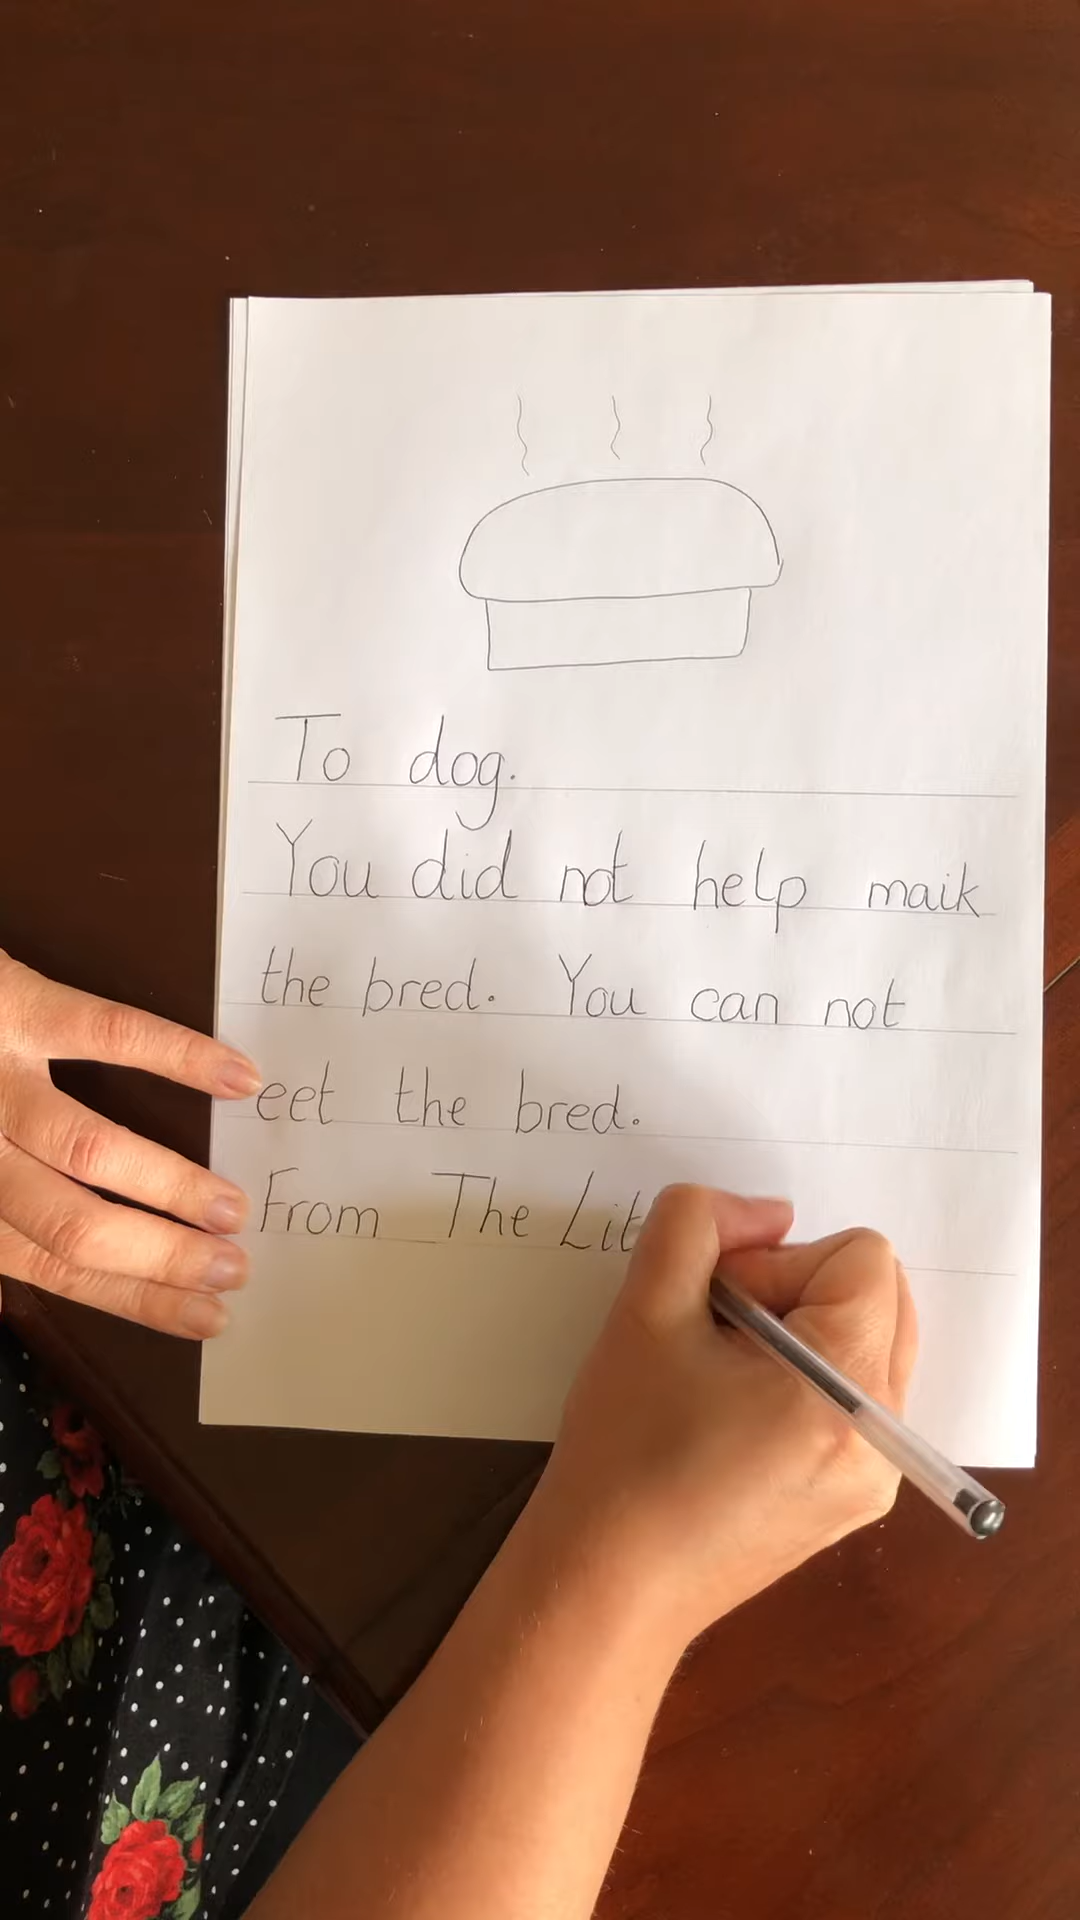 To dog.
You did not help maik
the bred. You can not
eet the bred.
From The Lit